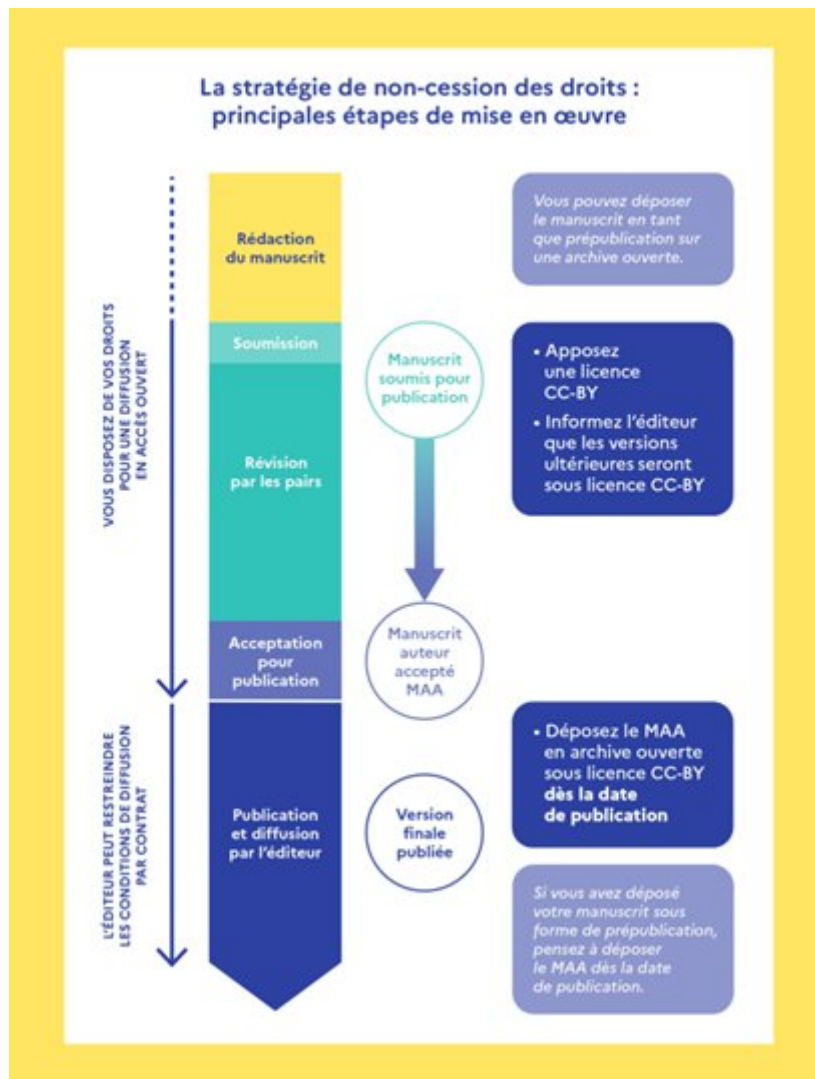 La stratégie de non-cession des droits :
principales étapes de mise en œuvre
VOUS DISPOSEZ DE VOS DROITS
POUR UNE DIFFUSION
EN ACCÈS OUVERT
Rédaction
du manuscrit
Vous pouvez déposer
le manuscrit en tant
que prépublication sur
une archive ouverte.
Soumission
Manuscrit
soumis pour
publication
• Apposez
une licence
CC-BY
• Informez l’éditeur
que les versions
ultérieures seront
sous licence CC-BY
Révision
par les pairs
Acceptation
pour
publication
Manuscrit
auteur
accepté
MAA
L’ÉDITEUR PEUT RESTREINDRE
LES CONDITIONS DE DIFFUSION
PAR CONTRAT
Publication
et diffusion
par l’éditeur
Version
finale
publiée
• Déposez le MAA
en archive ouverte
sous licence CC-BY
dès la date
de publication
Si vous avez déposé
votre manuscrit sous
forme de prépublication,
pensez à déposer
le MAA dès la date
de publication.